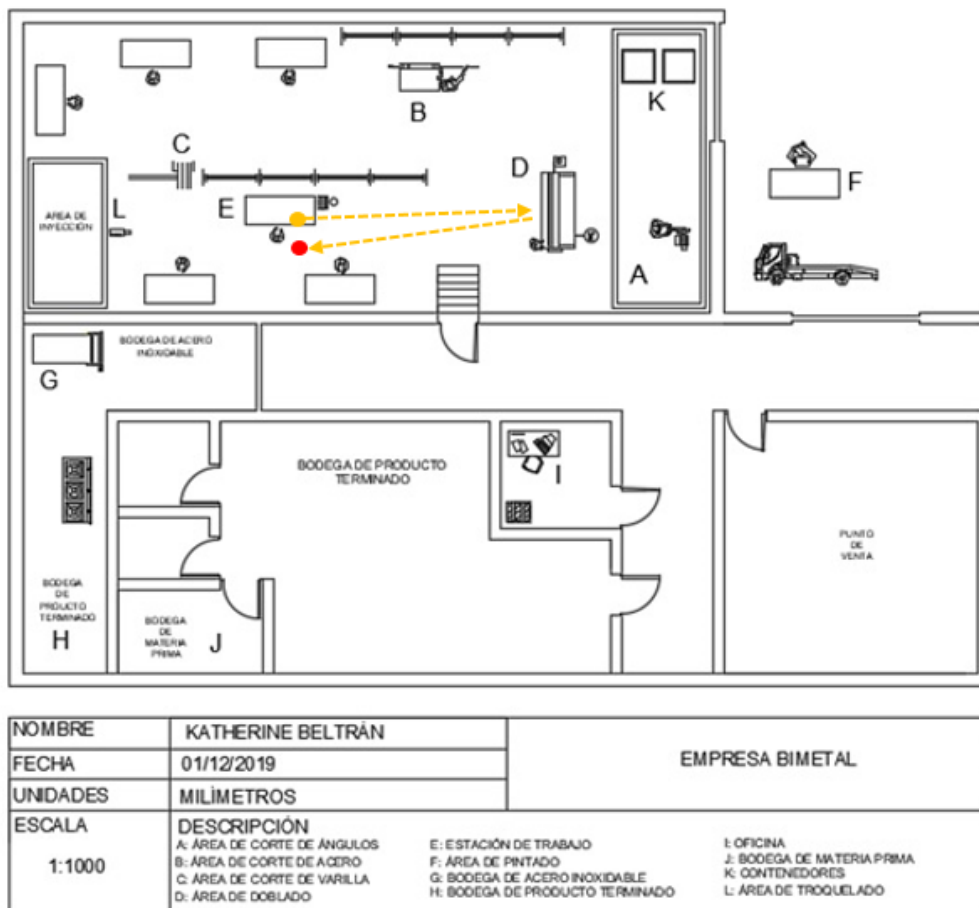 B
K
C
D
E
F
L
AREA DE
INYECCIÓN
A
BODEGA DE ACERO
INOXIDABLE
G
BODEGA DE PRODUCTO
TERMINADO
I
PUNTO
DE
VENTA
BODEGA
DE
PRODUCTO
TERMINADO
H
BODEGA
DE
MATERIA
PRIMA
J
NOMBRE KATHERINE BELTRÁN
FECHA 01/12/2019
UNIDADES MILÌMETROS
EMPRESA BIMETAL
ESCALA
1:1000
DESCRIPCIÓN
A: ÁREA DE CORTE DE ÁNGULOS
B: ÁREA DE CORTE DE ACERO
C: ÁREA DE CORTE DE VARILLA
D: ÁREA DE DOBLADO
E: ESTACIÓN DE TRABAJO
F: ÁREA DE PINTADO
G: BODEGA DE ACERO INOXIDABLE
H: BODEGA DE PRODUCTO TERMINADO
I: OFICINA
J: BODEGA DE MATERIA PRIMA
K: CONTENEDORES
L: ÁREA DE TROQUELADO